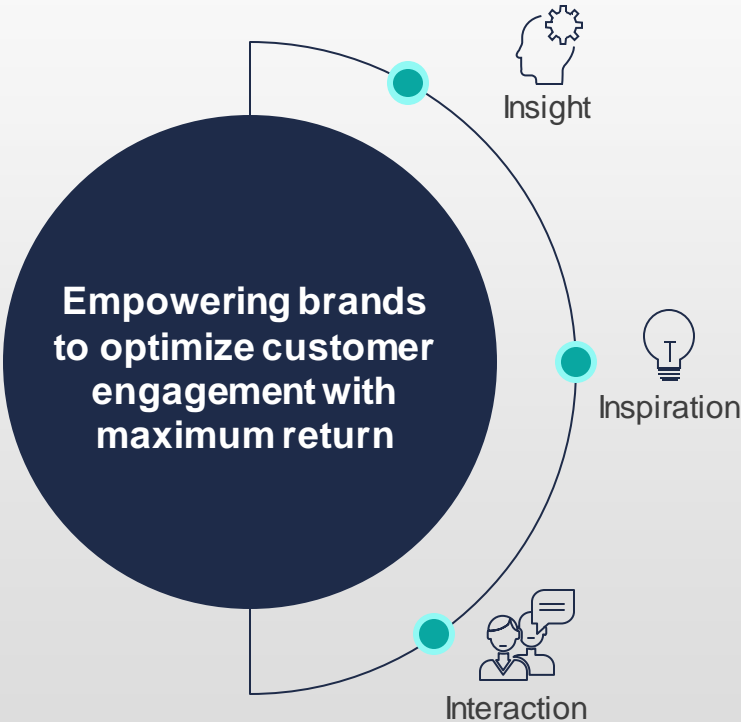 Insight
Empowering brands
to optimize customer
engagement with
maximum return
Inspiration
Interaction